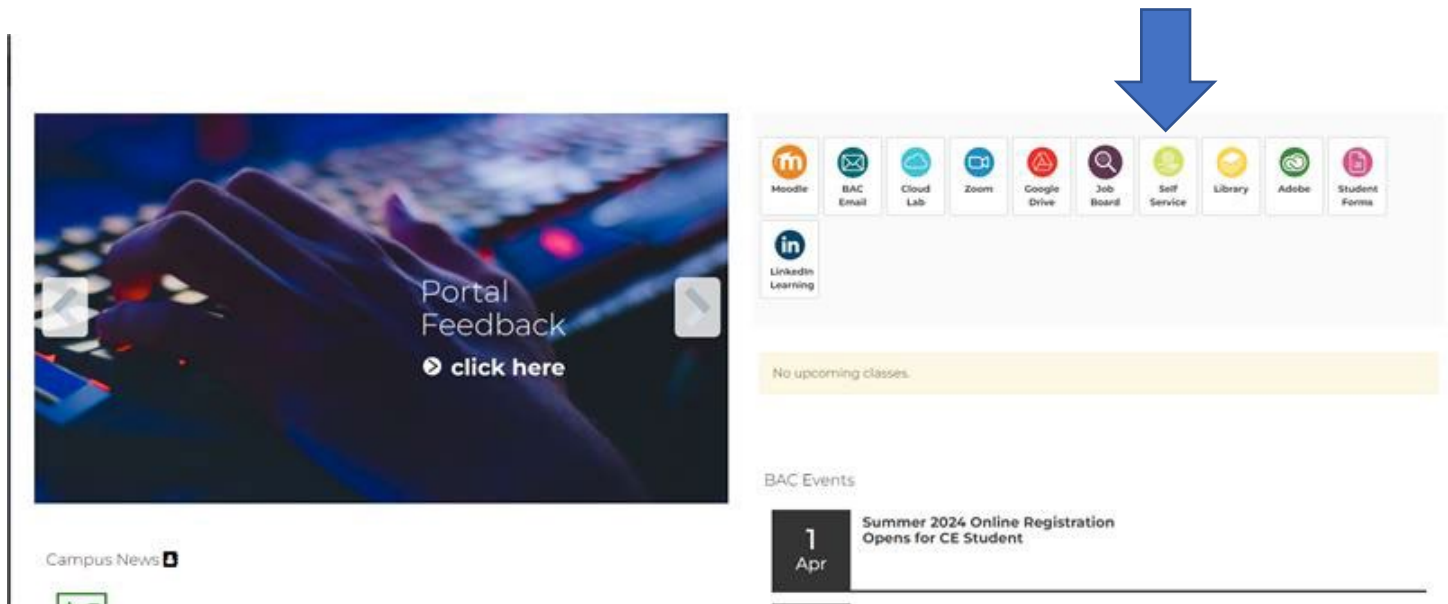 Portal
Feedback
click here
Campus News
m
Moodle
BAC
Email
Cloud
Lab
Zoom
Google
Drive
Job
Board
Self
Service
Library
Adobe
Student
Forms
in
LinkedIn
Learning
No upcoming classes.
BAC Events
1
Apr
Summer 2024 Online Registration
Opens for CE Student